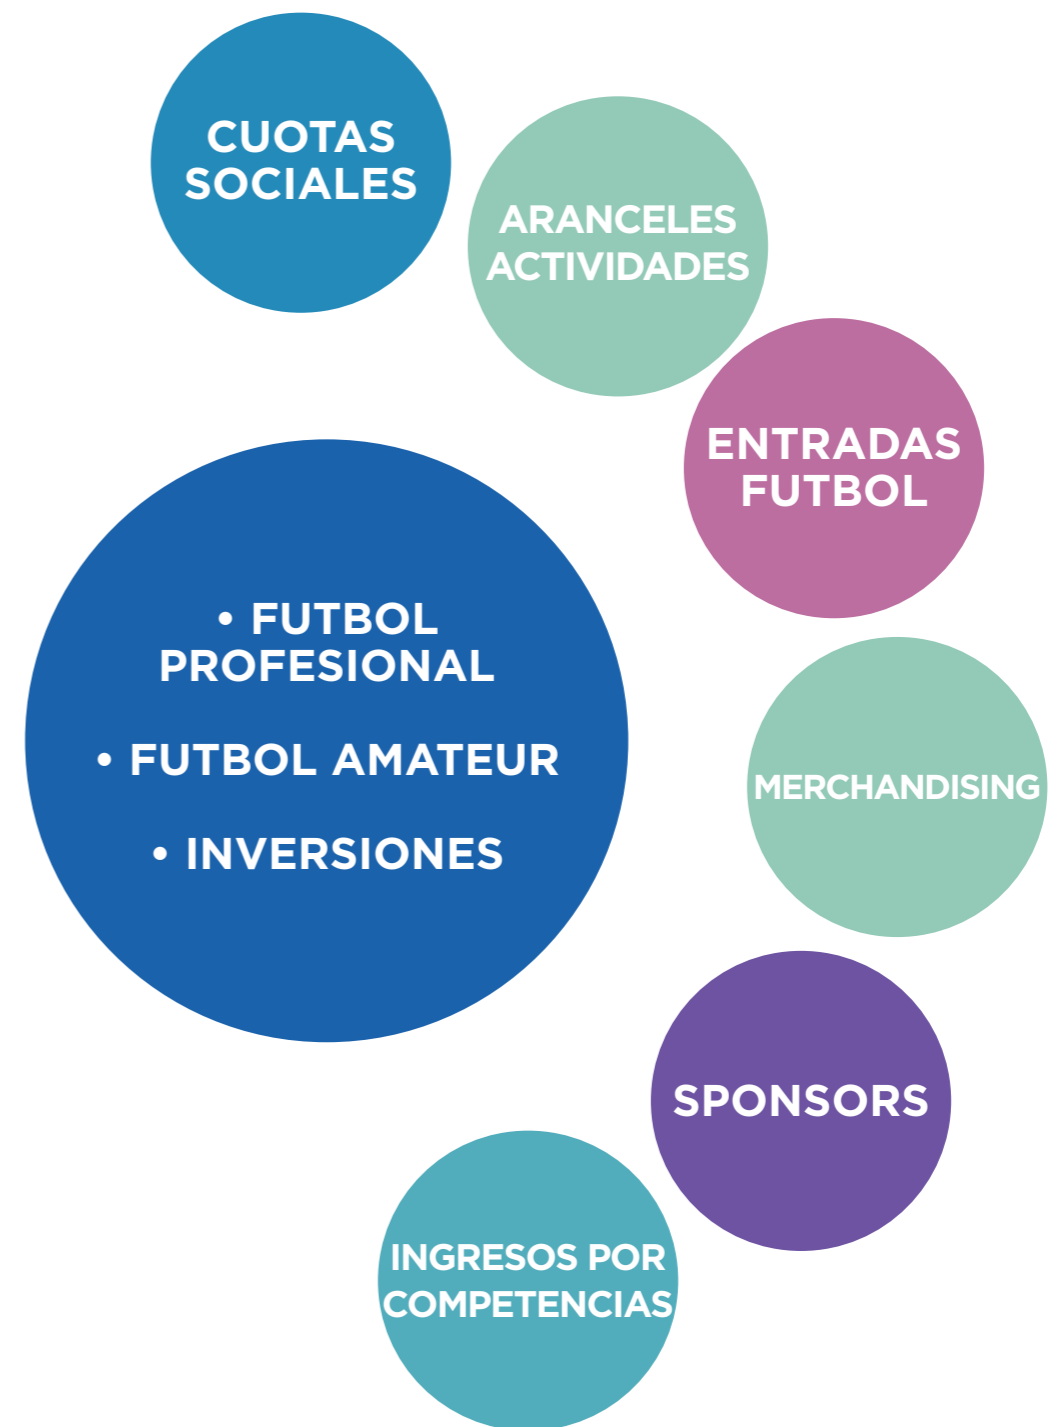 CUOTAS
SOCIALES
ARANCELES
ACTIVIDADES
ENTRADAS
FUTBOL
• FUTBOL
PROFESIONAL
• FUTBOL AMATEUR
• INVERSIONES
MERCHANDISING
SPONSORS
INGRESOS POR
COMPETENCIAS